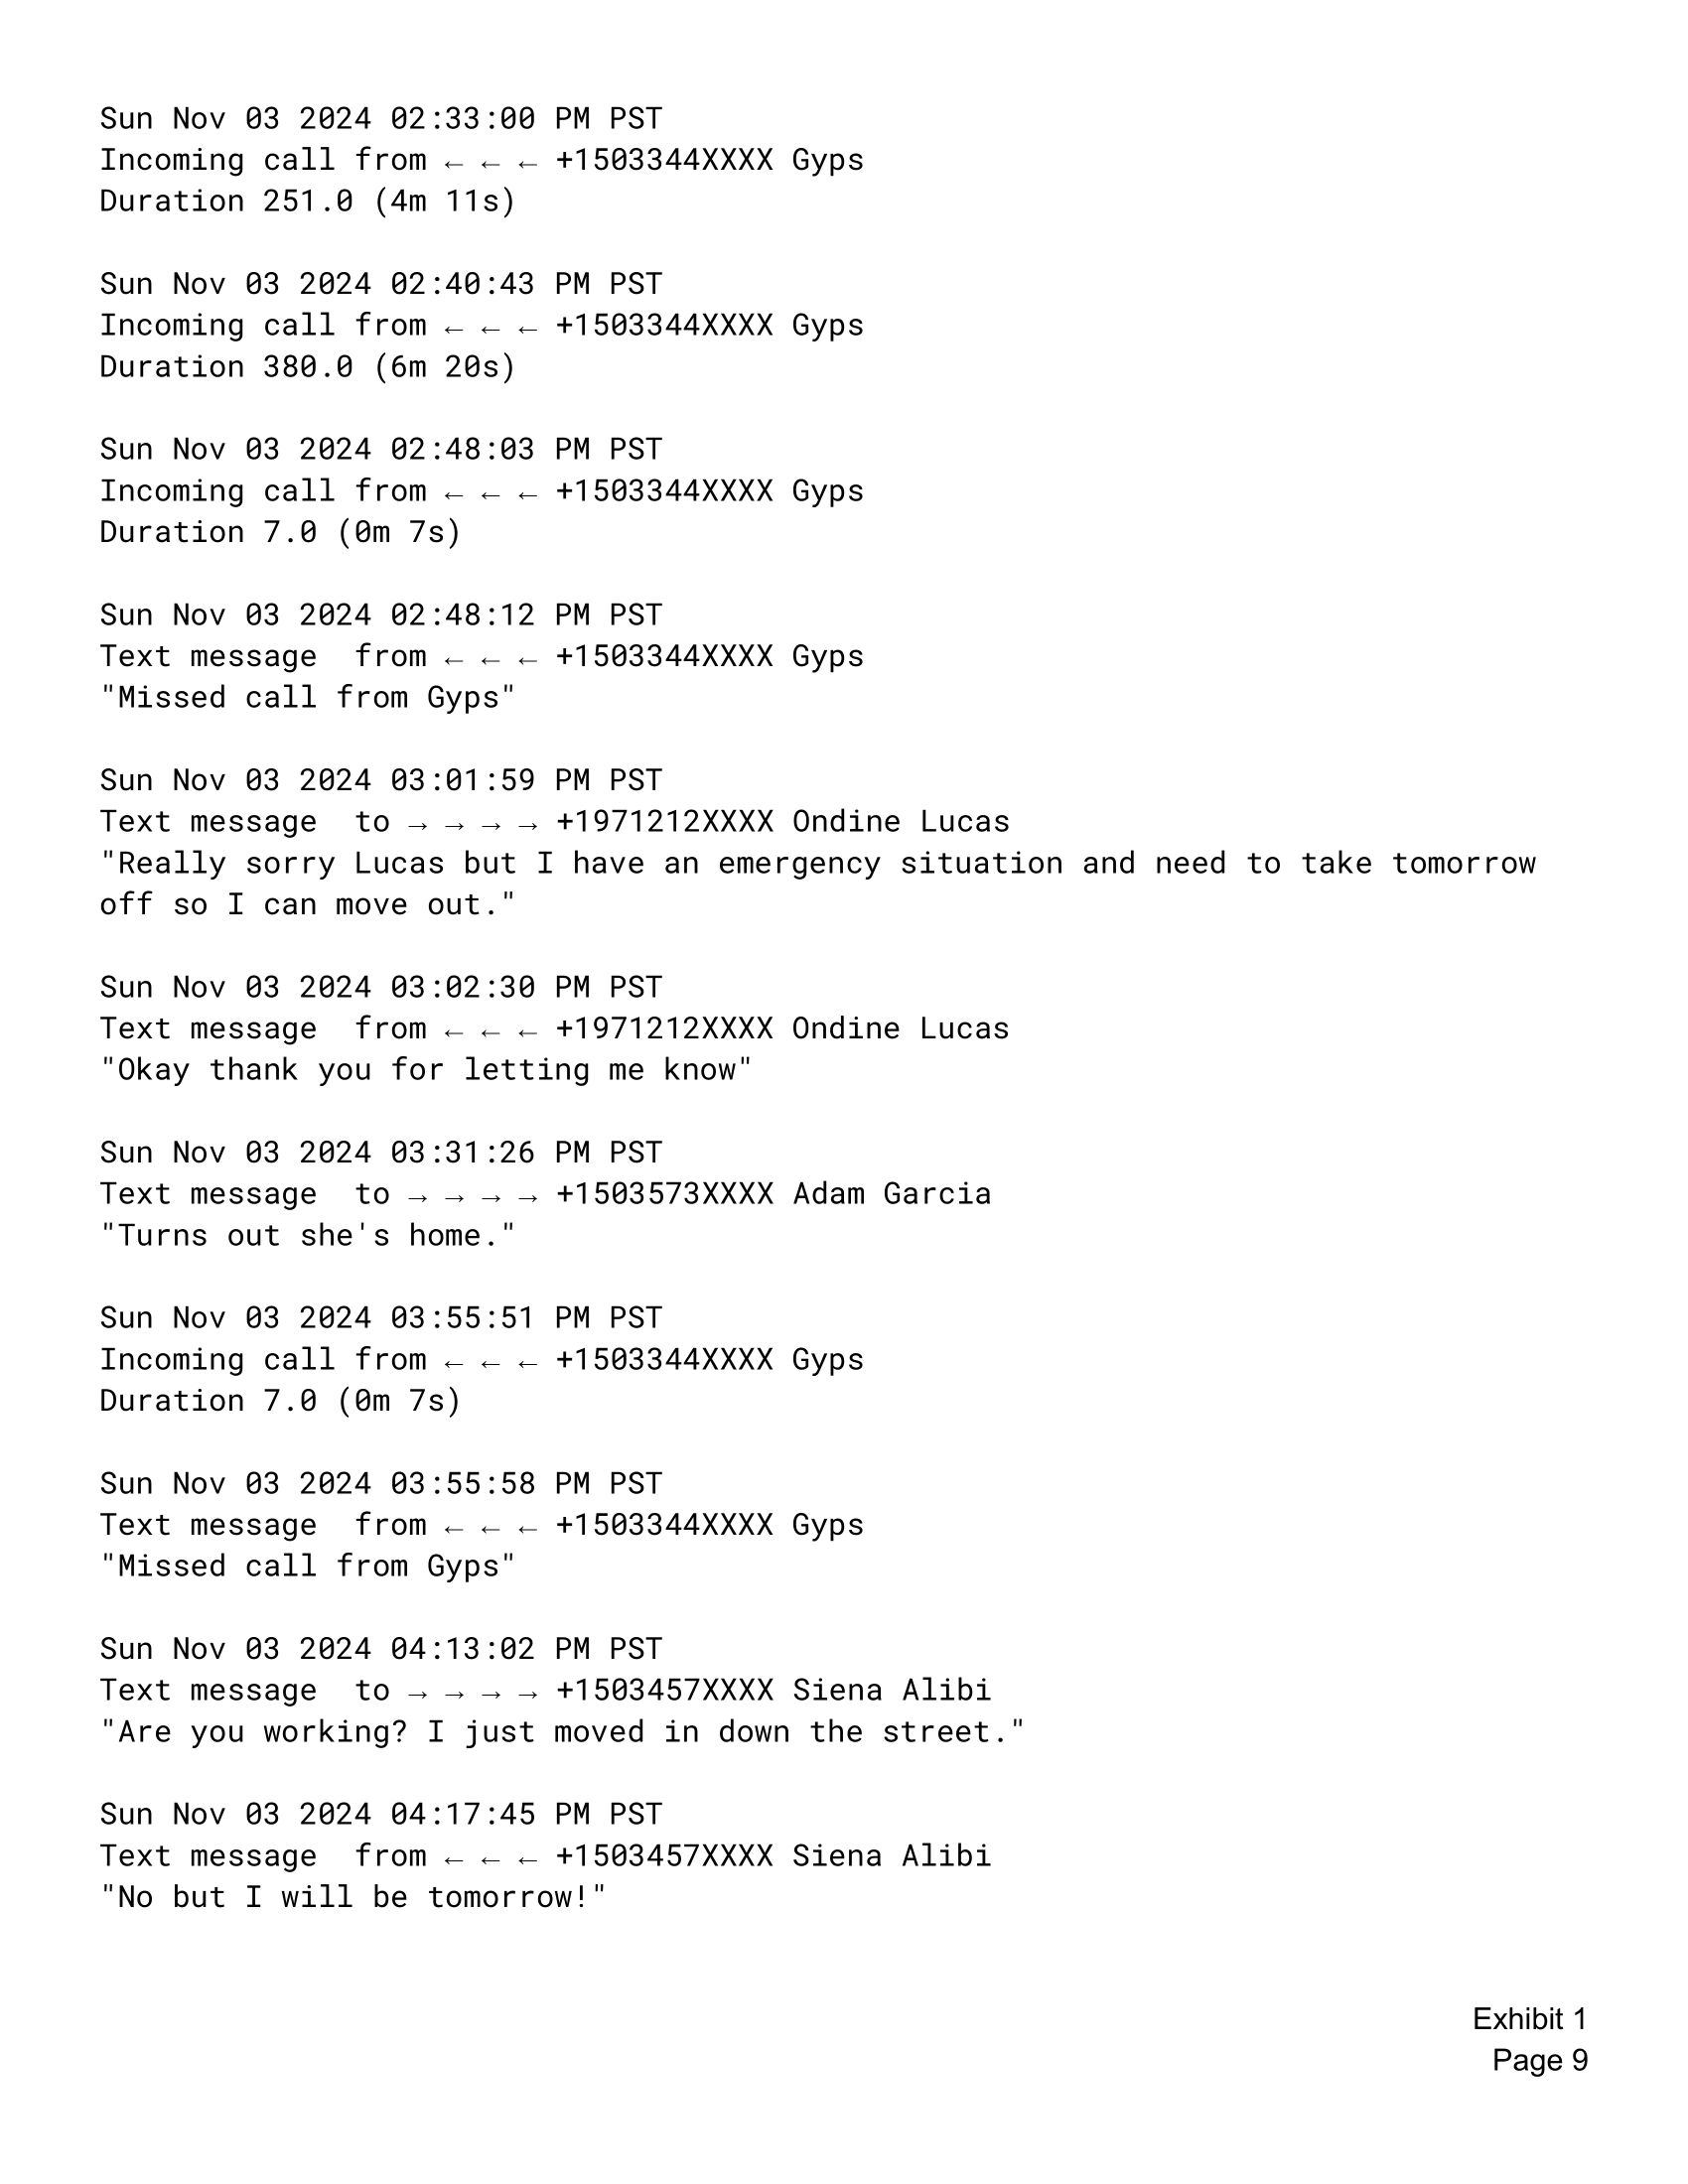 Sun Nov 03 2024 02:33:00 PM PST
Incoming call from ← ← ← +1503344XXXX Gyps
Duration 251.0 (4m 11s)
Sun Nov 03 2024 02:40:43 PM PST
Incoming call from ← ← ← +1503344XXXX Gyps
Duration 380.0 (6m 20s)
Sun Nov 03 2024 02:48:03 PM PST
Incoming call from ← ← ← +1503344XXXX Gyps
Duration 7.0 (0m 7s)
Sun Nov 03 2024 02:48:12 PM PST
Text message  from ← ← ← +1503344XXXX Gyps
"Missed call from Gyps"
Sun Nov 03 2024 03:01:59 PM PST
Text message  to → → → → +1971212XXXX Ondine Lucas
"Really sorry Lucas but I have an emergency situation and need to take tomorrow
off so I can move out."
Sun Nov 03 2024 03:02:30 PM PST
Text message  from ← ← ← +1971212XXXX Ondine Lucas
"Okay thank you for letting me know"
Sun Nov 03 2024 03:31:26 PM PST
Text message  to → → → → +1503573XXXX Adam Garcia
"Turns out she's home."
Sun Nov 03 2024 03:55:51 PM PST
Incoming call from ← ← ← +1503344XXXX Gyps
Duration 7.0 (0m 7s)
Sun Nov 03 2024 03:55:58 PM PST
Text message  from ← ← ← +1503344XXXX Gyps
"Missed call from Gyps"
Sun Nov 03 2024 04:13:02 PM PST
Text message  to → → → → +1503457XXXX Siena Alibi
"Are you working? I just moved in down the street."
Sun Nov 03 2024 04:17:45 PM PST
Text message  from ← ← ← +1503457XXXX Siena Alibi
"No but I will be tomorrow!"
Exhibit 1
Page 9